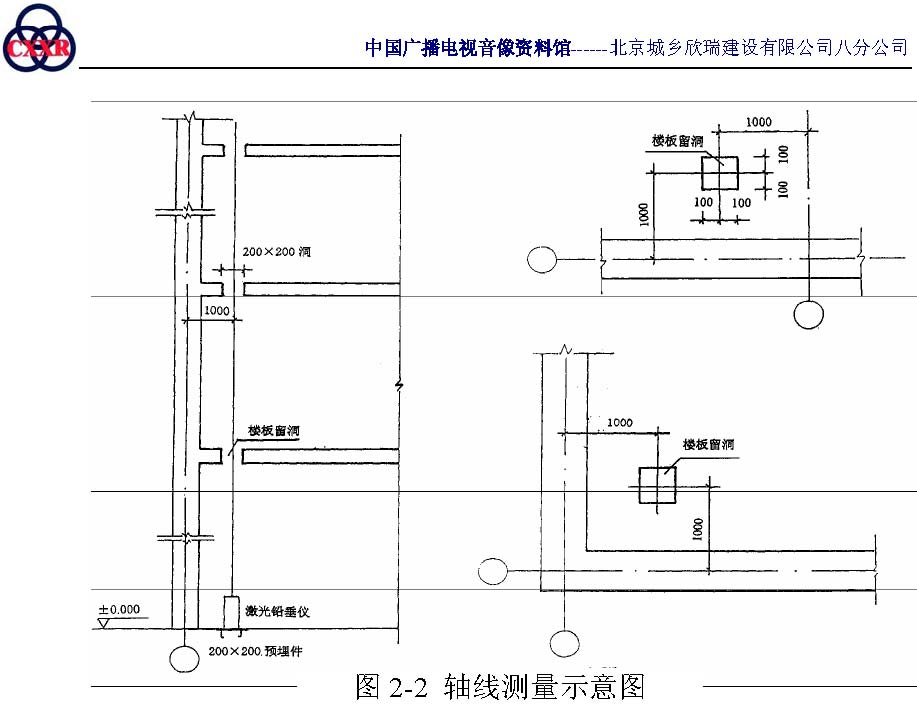 CXXR
中国广播电视音像资料馆------北京城乡欣瑞建设有限公司八分公司
1000
楼板留洞
100
100
100 100
1000
200×200 洞
1000
楼板留洞
1000
楼板留洞
1000
±0.000
激光铅垂仪
200×200.预埋件
图 2-2 轴线测量示意图